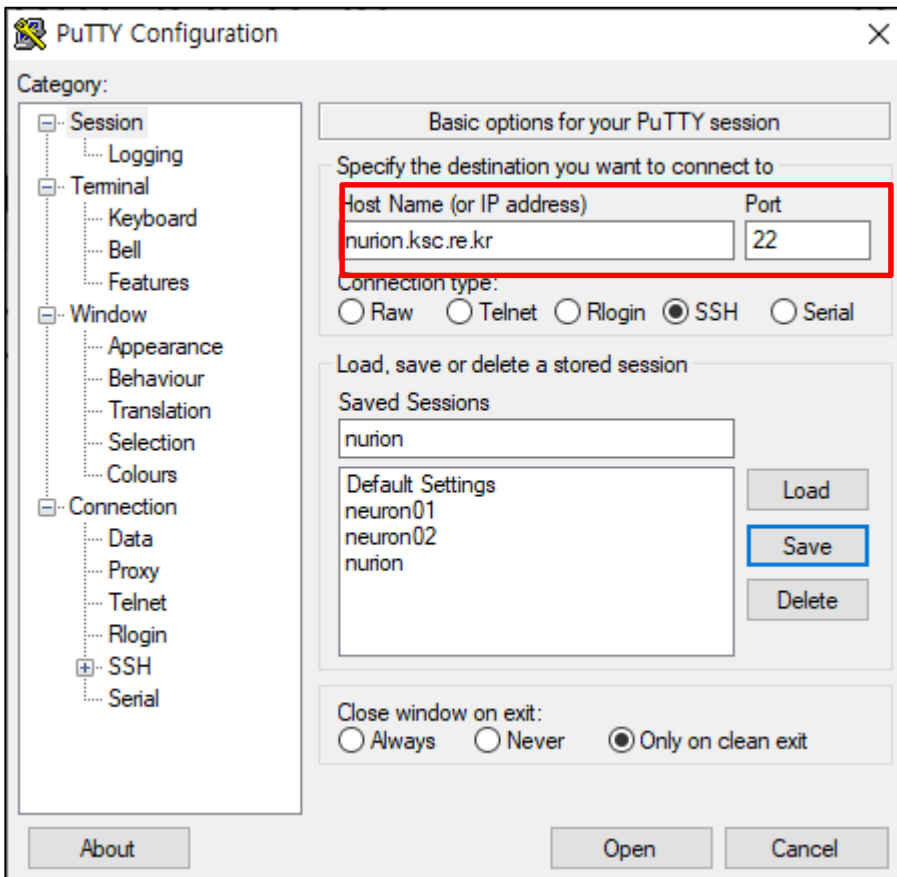 PuTTY Configuration
Category:
Session
Logging
Terminal
Keyboard
Bell
Features
Window
Appearance
Behaviour
Translation
Selection
Colours
Connection
Data
Proxy
Telnet
Rlogin
SSH
Serial
Basic options for your PuTTY session
Specify the destination you want to connect to
Host Name (or IP address) Port
nurion.ksc.re.kr 22
Connection type:
Raw Telnet Rlogin SSH Serial
Load, save or delete a stored session
Saved Sessions
nurion
Default Settings
neuron01
neuron02
nurion
Load
Save
Delete
Close window on exit:
Always Never Only on clean exit
About Open Cancel